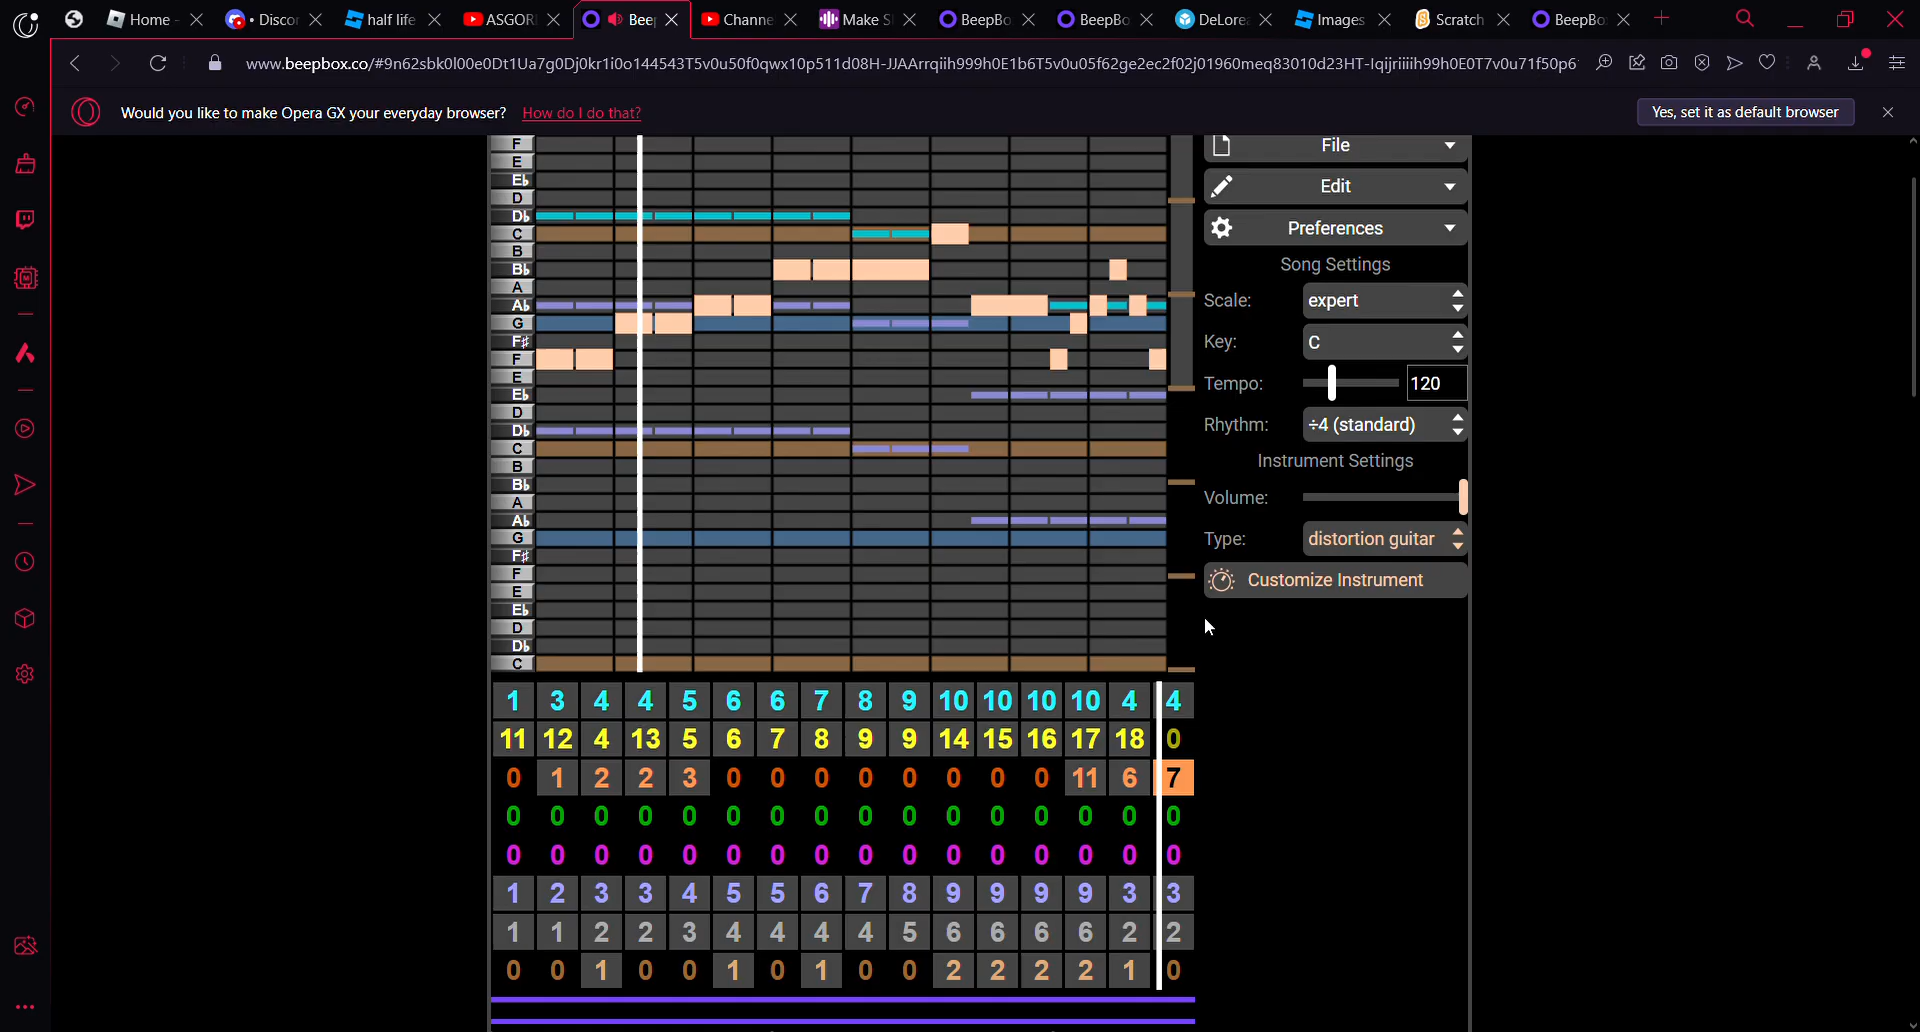 Home
Discor
half life
ASGORI
Beep
Channe
Make S
BeepBo
BeepBo
DeLorea
Images
Scratch
BeepBo
www.beepbox.co/#9n62sbk0l00e0Dt1Ua7g0Dj0kr1i0o144543T5v0u50f0qwx10p511d08H-JJAArrqiih999h0E1b6T5v0u05f62ge2ec2f02j01960meq83010d23HT-Iqijriiiih99h0E0T7v0u71f50p6
Would you like to make Opera GX your everyday browser? How do I do that?
Yes, set it as default browser
F
E
E♭
D
D♭
C
B
B♭
A
A♭
G
F♯
F
E
E♭
D
D♭
C
B
B♭
A
A♭
G
F♯
F
E
E♭
D
D♭
C
File
Edit
Preferences
Song Settings
Scale: expert
Key: C
Tempo: 120
Rhythm: ÷4 (standard)
Instrument Settings
Volume:
Type: distortion guitar
Customize Instrument
1 3 4 4 5 6 6 7 8 9 10 10 10 10 4 4
11 12 4 13 5 6 7 8 9 9 14 15 16 17 18 0
0 1 2 2 3 0 0 0 0 0 0 0 0 11 6 7
0 0 0 0 0 0 0 0 0 0 0 0 0 0 0 0
0 0 0 0 0 0 0 0 0 0 0 0 0 0 0 0
1 2 3 3 4 5 5 6 7 8 9 9 9 9 3 3
1 1 2 2 3 4 4 4 4 5 6 6 6 6 2 2
0 0 1 0 0 1 0 1 0 0 2 2 2 2 1 0